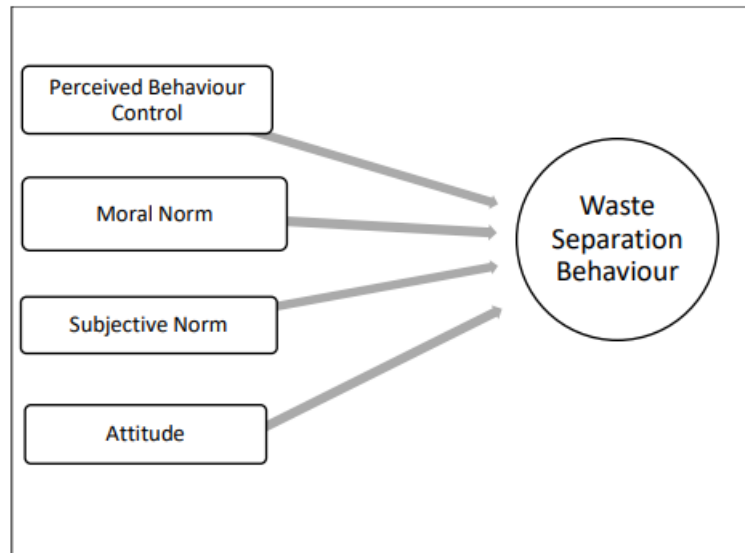 Perceived Behaviour
Control
Moral Norm
Subjective Norm
Attitude
Waste
Separation
Behaviour